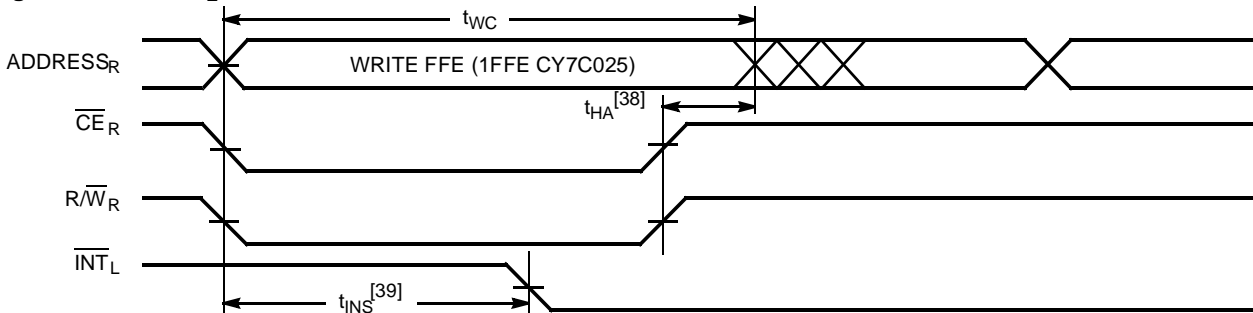 tWC
ADDRESSR
WRITE FFE (1FFE CY7C025)
tHA[38]
CER
R/WR
INTL
tINS[39]